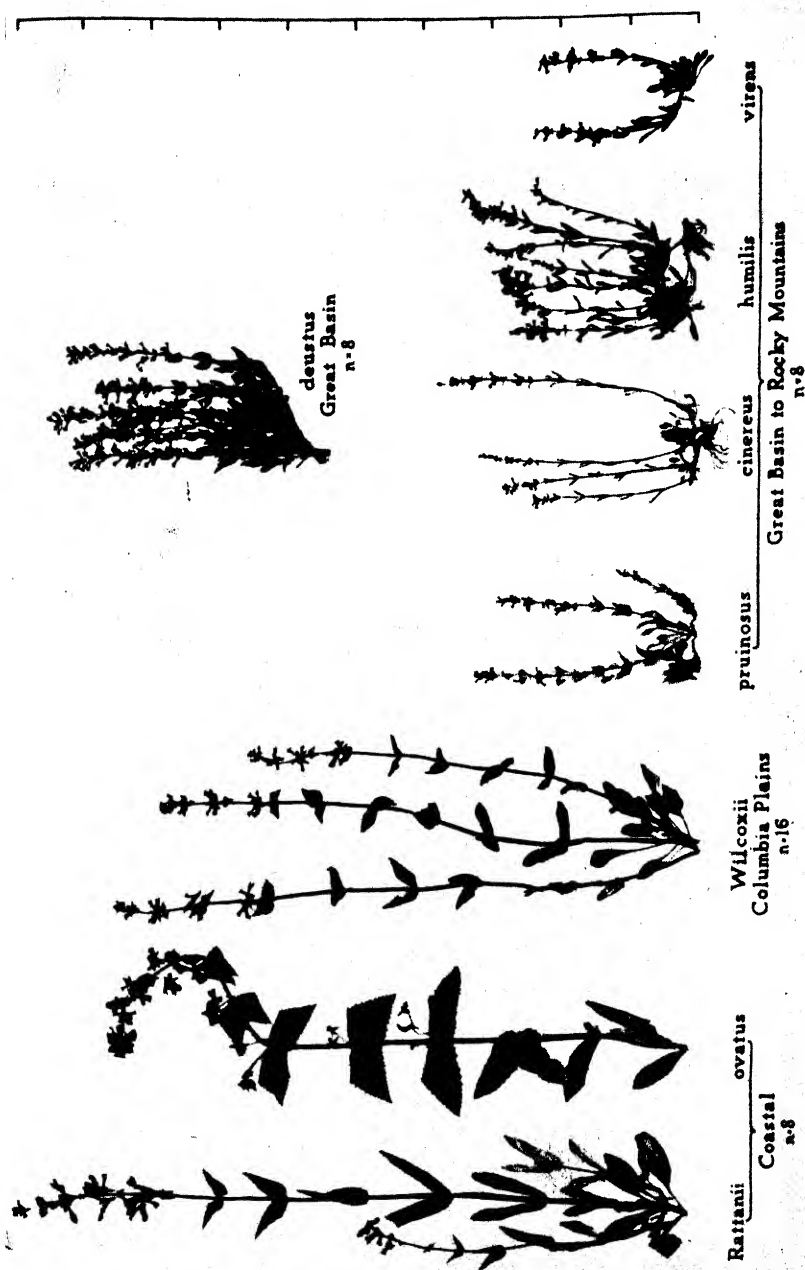 deustus
Great Basin
n=8
Rattanii ovatus Wilcoxii pruinosus cinereus humilis virens
Coastal Columbia Plains Great Basin to Rocky Mountains
n=8 n=16 n=8